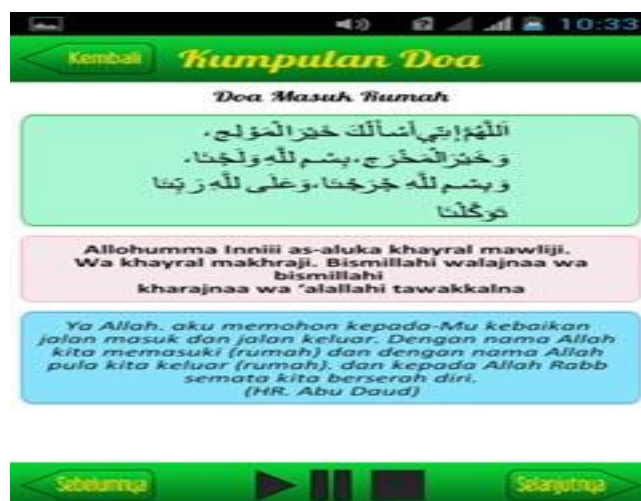 10:33
Kembali
Kumpulan Doa
Doa Masuk Rumah
اَللّٰهُمَّ إِنِّي أَسْأَلُكَ خَيْرَ الْمَوْلِجِ،
وَخَيْرَ الْمَخْرَجِ، بِسْمِ للَّهِ وَلَجْنَا،
وَبِسْمِ للَّهِ خَرَجْنَا، وَعَلَى للَّهِ رَبِّنَا
تَوَكَّلْنَا
Allohumma Inniii as-aluka khayral mawliji.
Wa khayral makhraji. Bismillahi walajnaa wa
bismillahi
kharajnaa wa 'alallahi tawakkalna
Ya Allah. aku memohon kepada-Mu kebaikan
jalan masuk dan jalan keluar. Dengan nama Allah
kita memasuki (rumah) dan dengan nama Allah
pula kita keluar (rumah). dan kepada Allah Rabb
semata kita berserah diri.
(HR. Abu Daud)
Sebelumnya
Selanjutnya